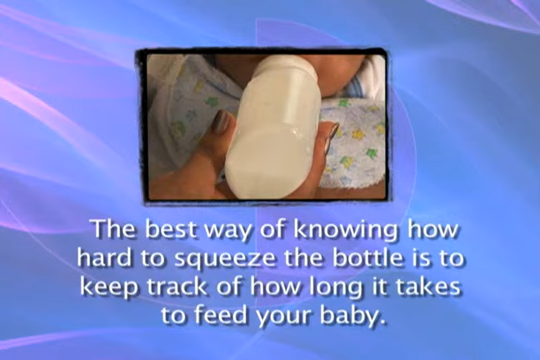 The best way of knowing how
hard to squeeze the bottle is to
keep track of how long it takes
to feed your baby.